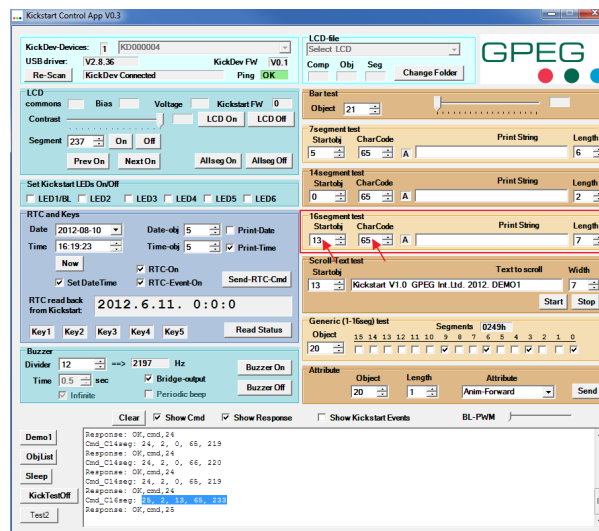 Kickstart Control App V0.3
KickDev-Devices: 1 KD000004
USB driver: V2.8.36 KickDev FW V0.1
Re-Scan KickDev Connected Ping OK
LCD-file
Select LCD
Comp Obj Seg
Change Folder
GPEG
LCD
commons Bias Voltage Kickstart FW 0
Contrast LCD On LCD Off
Segment 237 On Off
Prev On Next On Allseg On Allseg Off
Set Kickstart LEDs On/Off
LED1/BL LED2 LED3 LED4 LED5 LED6
RTC and Keys
Date 2012-08-10 Date-obj 5 Print-Date
Time 16:19:23 Time-obj 5 Print-Time
Now RTC-On
Set DateTime RTC-Event-On Send-RTC-Cmd
RTC read back
from Kickstart: 2012.6.11. 0:0:0
Key1 Key2 Key3 Key4 Key5 Read Status
Buzzer
Divider 12 ==> 2197 Hz Buzzer On
Time 0.5 sec Bridge-output Buzzer Off
Infinite Periodic beep
Bar test
Object 21
7segment test
Startobj CharCode Print String Length
5 65 A 6
14segment test
Startobj CharCode Print String Length
0 65 A 2
16segment test
Startobj CharCode Print String Length
13 65 A 7
Scroll-Text test
Startobj Text to scroll Width
13 Kickstart V1.0 GPEG Int.Ltd. 2012. DEMO1 7
Start Stop
Generic (1-16seg) test
Object Segments 0249h
15 14 13 12 11 10 9 8 7 6 5 4 3 2 1 0
20
Attribute
Object Length Attribute
20 1 Anim-Forward Send
Clear Show Cmd Show Response Show Kickstart Events BL-PWM
Demo1
ObjList
Sleep
KickTestOff
Test2
Response: OK,cmd,24
Cmd_C14seg: 24, 2, 0, 65, 219
Response: OK,cmd,24
Cmd_C14seg: 24, 2, 0, 66, 220
Response: OK,cmd,24
Cmd_C14seg: 24, 2, 0, 65, 219
Response: OK,cmd,24
Cmd_C16seg: 25, 2, 13, 65, 233
Response: OK,cmd,25